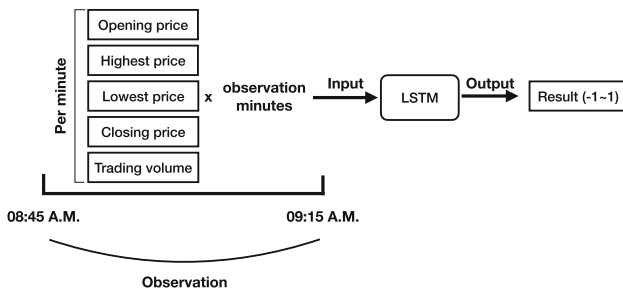 Per minute
Opening price
Highest price
Lowest price
Closing price
Trading volume
x
observation
minutes
Input
LSTM
Output
Result (-1~1)
08:45 A.M.
09:15 A.M.
Observation